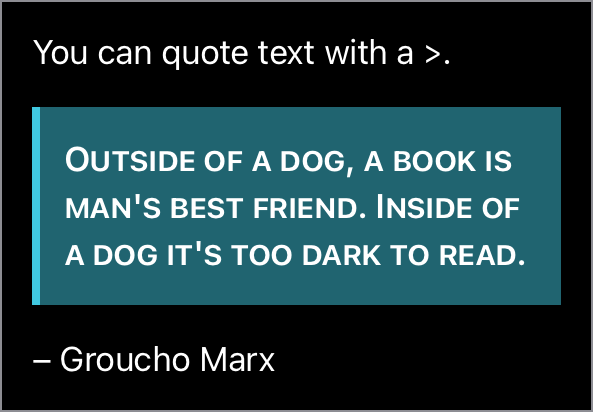 You can quote text with a >.
Outside of a dog, a book is
man's best friend. Inside of
a dog it's too dark to read.
– Groucho Marx